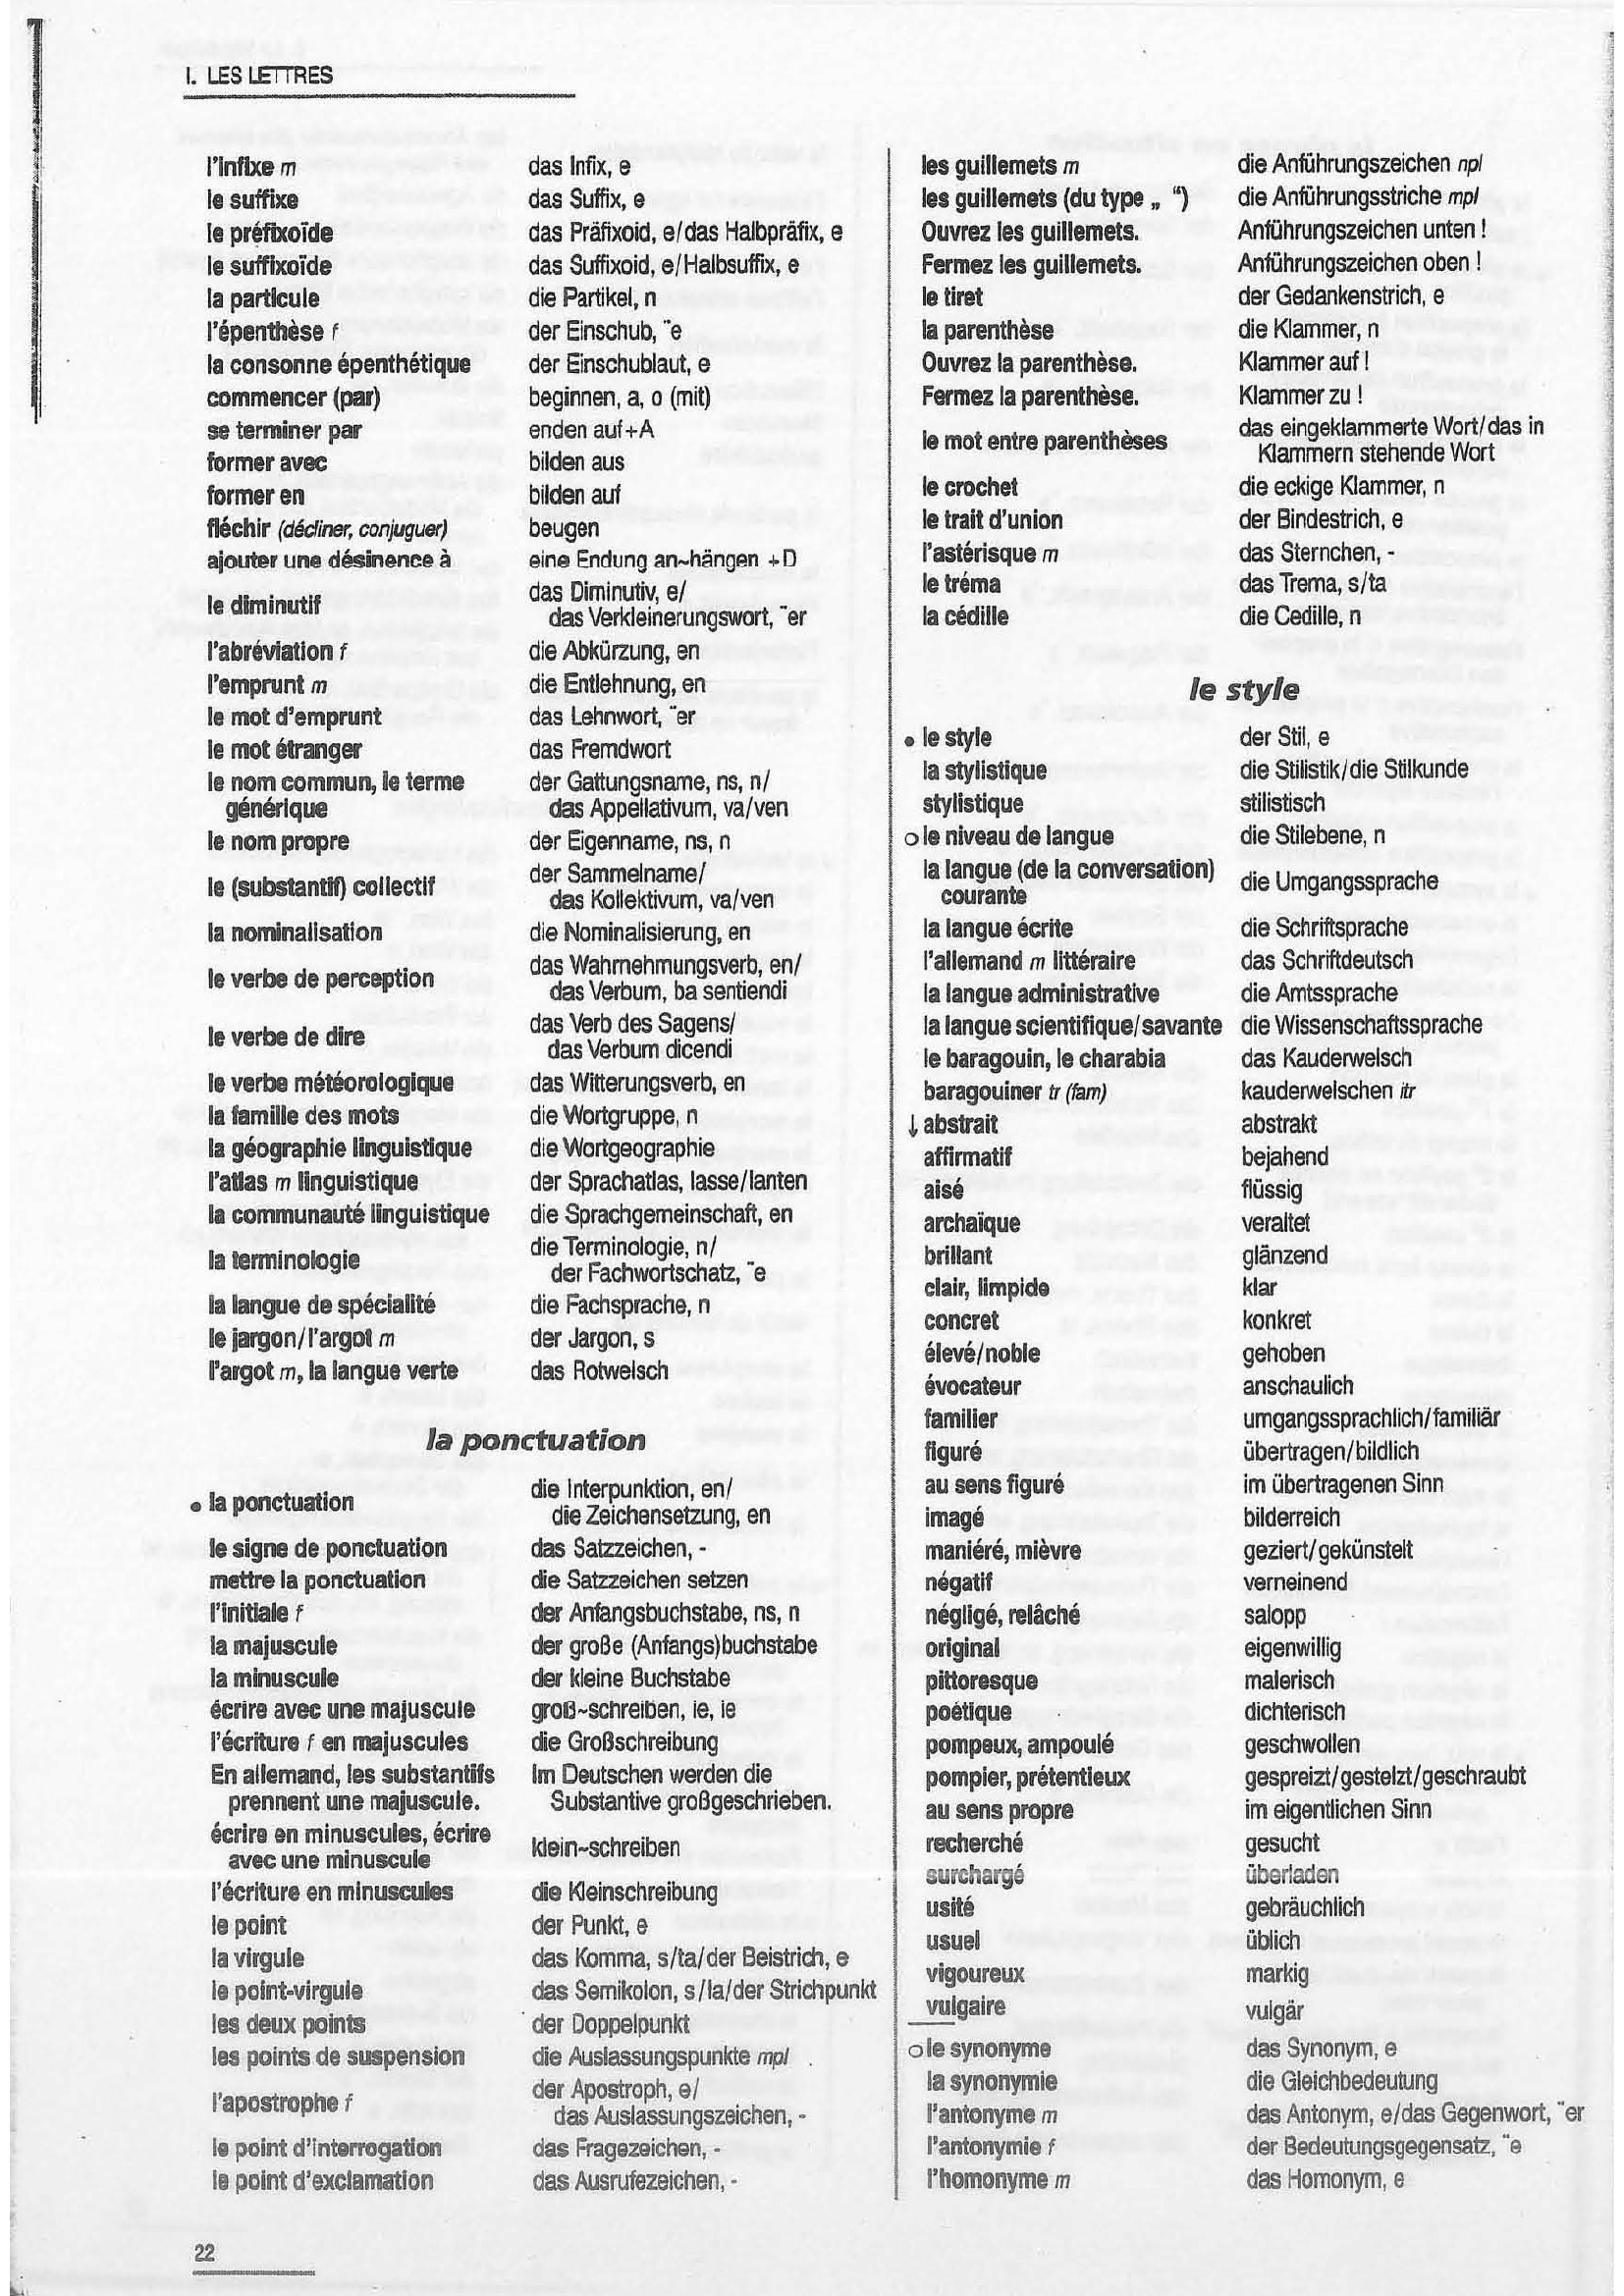 I. LES LETTRES
l'infixe m das Infix, e
le suffixe das Suffix, e
le préfixoïde das Präfixoid, e/das Halbpräfix, e
le suffixoïde das Suffixoid, e/Halbsuffix, e
la particule die Partikel, n
l'épenthèse f der Einschub, ¨e
la consonne épenthétique der Einschublaut, e
commencer (par) beginnen, a, o (mit)
se terminer par enden auf+A
former avec bilden aus
former en bilden auf
fléchir (décliner, conjuguer) beugen
ajouter une désinence à eine Endung an~hängen +D
le diminutif das Diminutiv, e/
das Verkleinerungswort, ¨er
l'abréviation f die Abkürzung, en
l'emprunt m die Entlehnung, en
le mot d'emprunt das Lehnwort, ¨er
le mot étranger das Fremdwort
le nom commun, le terme der Gattungsname, ns, n/
générique das Appellativum, va/ven
le nom propre der Eigenname, ns, n
le (substantif) collectif der Sammelname/
das Kollektivum, va/ven
la nominalisation die Nominalisierung, en
le verbe de perception das Wahrnehmungsverb, en/
das Verbum, ba sentiendi
le verbe de dire das Verb des Sagens/
das Verbum dicendi
le verbe météorologique das Witterungsverb, en
la famille des mots die Wortgruppe, n
la géographie linguistique die Wortgeographie
l'atlas m linguistique der Sprachatlas, lasse/lanten
la communauté linguistique die Sprachgemeinschaft, en
la terminologie die Terminologie, n/
der Fachwortschatz, ¨e
la langue de spécialité die Fachsprache, n
le jargon/l'argot m der Jargon, s
l'argot m, la langue verte das Rotwelsch
la ponctuation
• la ponctuation die Interpunktion, en/
die Zeichensetzung, en
le signe de ponctuation das Satzzeichen, -
mettre la ponctuation die Satzzeichen setzen
l'initiale f der Anfangsbuchstabe, ns, n
la majuscule der große (Anfangs)buchstabe
la minuscule der kleine Buchstabe
écrire avec une majuscule groß~schreiben, ie, ie
l'écriture f en majuscules die Großschreibung
En allemand, les substantifs Im Deutschen werden die
prennent une majuscule. Substantive großgeschrieben.
écrire en minuscules, écrire klein~schreiben
avec une minuscule
l'écriture en minuscules die Kleinschreibung
le point der Punkt, e
la virgule das Komma, s/ta/der Beistrich, e
le point-virgule das Semikolon, s/la/der Strichpunkt
les deux points der Doppelpunkt
les points de suspension die Auslassungspunkte mpl
l'apostrophe f der Apostroph, e/
das Auslassungszeichen, -
le point d'interrogation das Fragezeichen, -
le point d'exclamation das Ausrufezeichen, -
les guillemets m die Anführungszeichen npl
les guillemets (du type „ “) die Anführungsstriche mpl
Ouvrez les guillemets. Anführungszeichen unten !
Fermez les guillemets. Anführungszeichen oben !
le tiret der Gedankenstrich, e
la parenthèse die Klammer, n
Ouvrez la parenthèse. Klammer auf !
Fermez la parenthèse. Klammer zu !
le mot entre parenthèses das eingeklammerte Wort/das in
Klammern stehende Wort
le crochet die eckige Klammer, n
le trait d'union der Bindestrich, e
l'astérisque m das Sternchen, -
le tréma das Trema, s/ta
la cédille die Cedille, n
le style
• le style der Stil, e
la stylistique die Stilistik/die Stilkunde
stylistique stilistisch
o le niveau de langue die Stilebene, n
la langue (de la conversation) die Umgangssprache
courante
la langue écrite die Schriftsprache
l'allemand m littéraire das Schriftdeutsch
la langue administrative die Amtssprache
la langue scientifique/savante die Wissenschaftssprache
le baragouin, le charabia das Kauderwelsch
baragouiner tr (fam) kauderwelschen itr
↓ abstrait abstrakt
affirmatif bejahend
aisé flüssig
archaïque veraltet
brillant glänzend
clair, limpide klar
concret konkret
élevé/noble gehoben
évocateur anschaulich
familier umgangssprachlich/familiär
figuré übertragen/bildlich
au sens figuré im übertragenen Sinn
imagé bilderreich
maniéré, mièvre geziert/gekünstelt
négatif verneinend
négligé, relâché salopp
original eigenwillig
pittoresque malerisch
poétique dichterisch
pompeux, ampoulé geschwollen
pompier, prétentieux gespreizt/gestelzt/geschraubt
au sens propre im eigentlichen Sinn
recherché gesucht
surchargé überladen
usité gebräuchlich
usuel üblich
vigoureux markig
vulgaire vulgär
o le synonyme das Synonym, e
la synonymie die Gleichbedeutung
l'antonyme m das Antonym, e/das Gegenwort, ¨er
l'antonymie f der Bedeutungsgegensatz, ¨e
l'homonyme m das Homonym, e
22